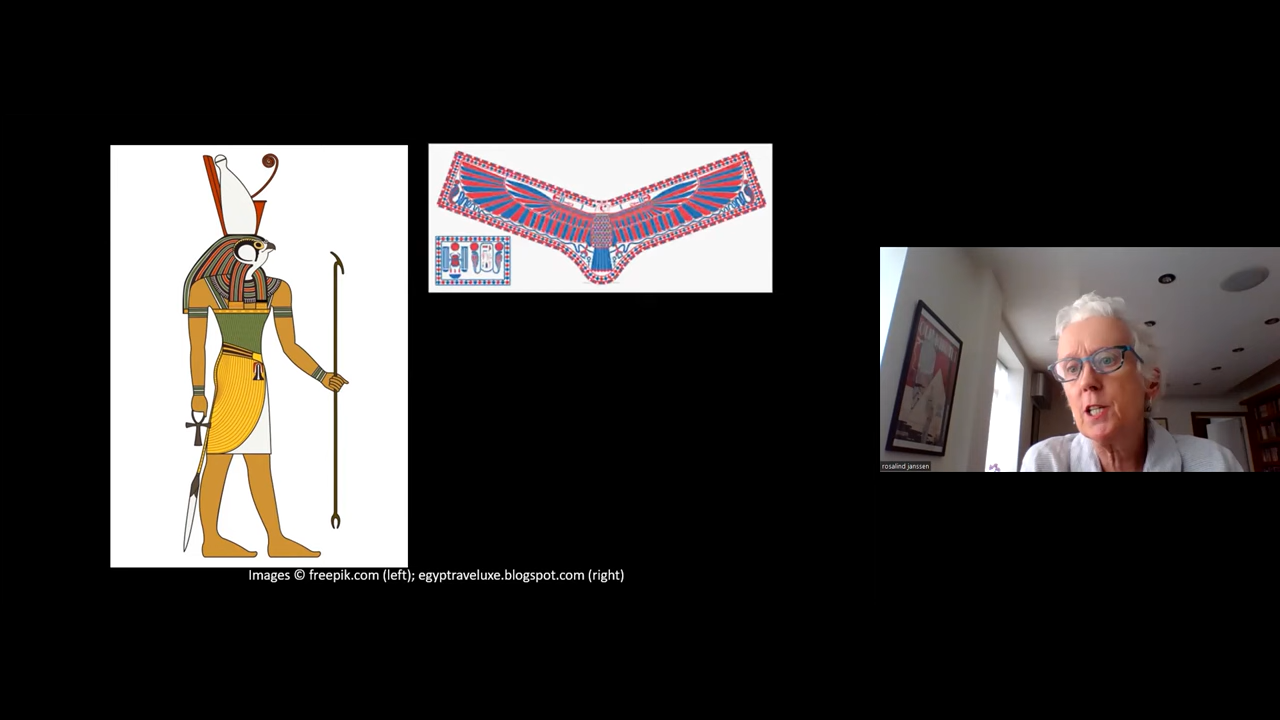 Images © freepik.com (left); egyptraveluxe.blogspot.com (right)
rosalind janssen